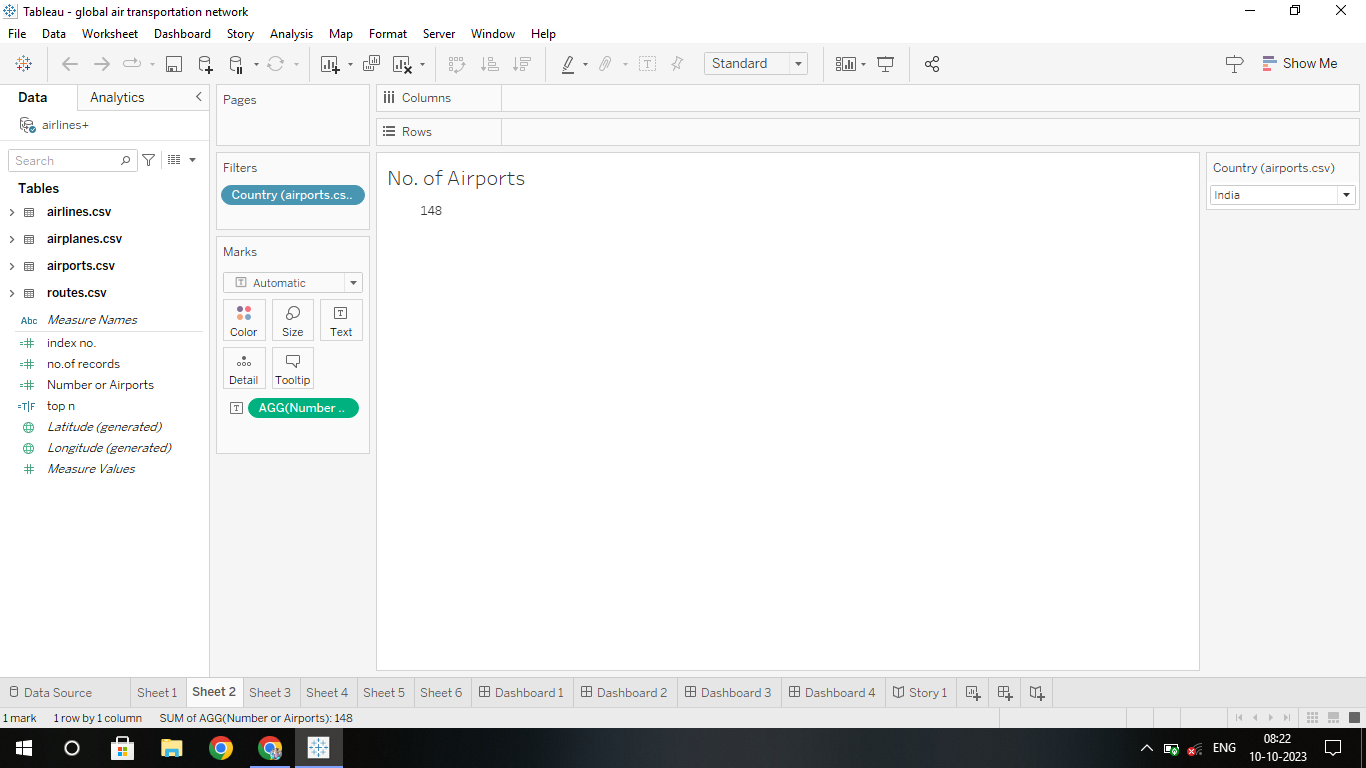 Tableau - global air transportation network
File Data Worksheet Dashboard Story Analysis Map Format Server Window Help
Standard
Show Me
Data Analytics
airlines+
Search
Tables
airlines.csv
airplanes.csv
airports.csv
routes.csv
Abc Measure Names
=# index no.
=# no.of records
=# Number or Airports
=T|F top n
Latitude (generated)
Longitude (generated)
# Measure Values
Pages
Filters
Country (airports.cs..
Marks
T Automatic
Color Size Text
Detail Tooltip
T AGG(Number ..
Columns
Rows
No. of Airports
148
Country (airports.csv)
India
Data Source Sheet 1 Sheet 2 Sheet 3 Sheet 4 Sheet 5 Sheet 6 Dashboard 1 Dashboard 2 Dashboard 3 Dashboard 4 Story 1
1 mark 1 row by 1 column SUM of AGG(Number or Airports): 148
ENG 08:22
10-10-2023